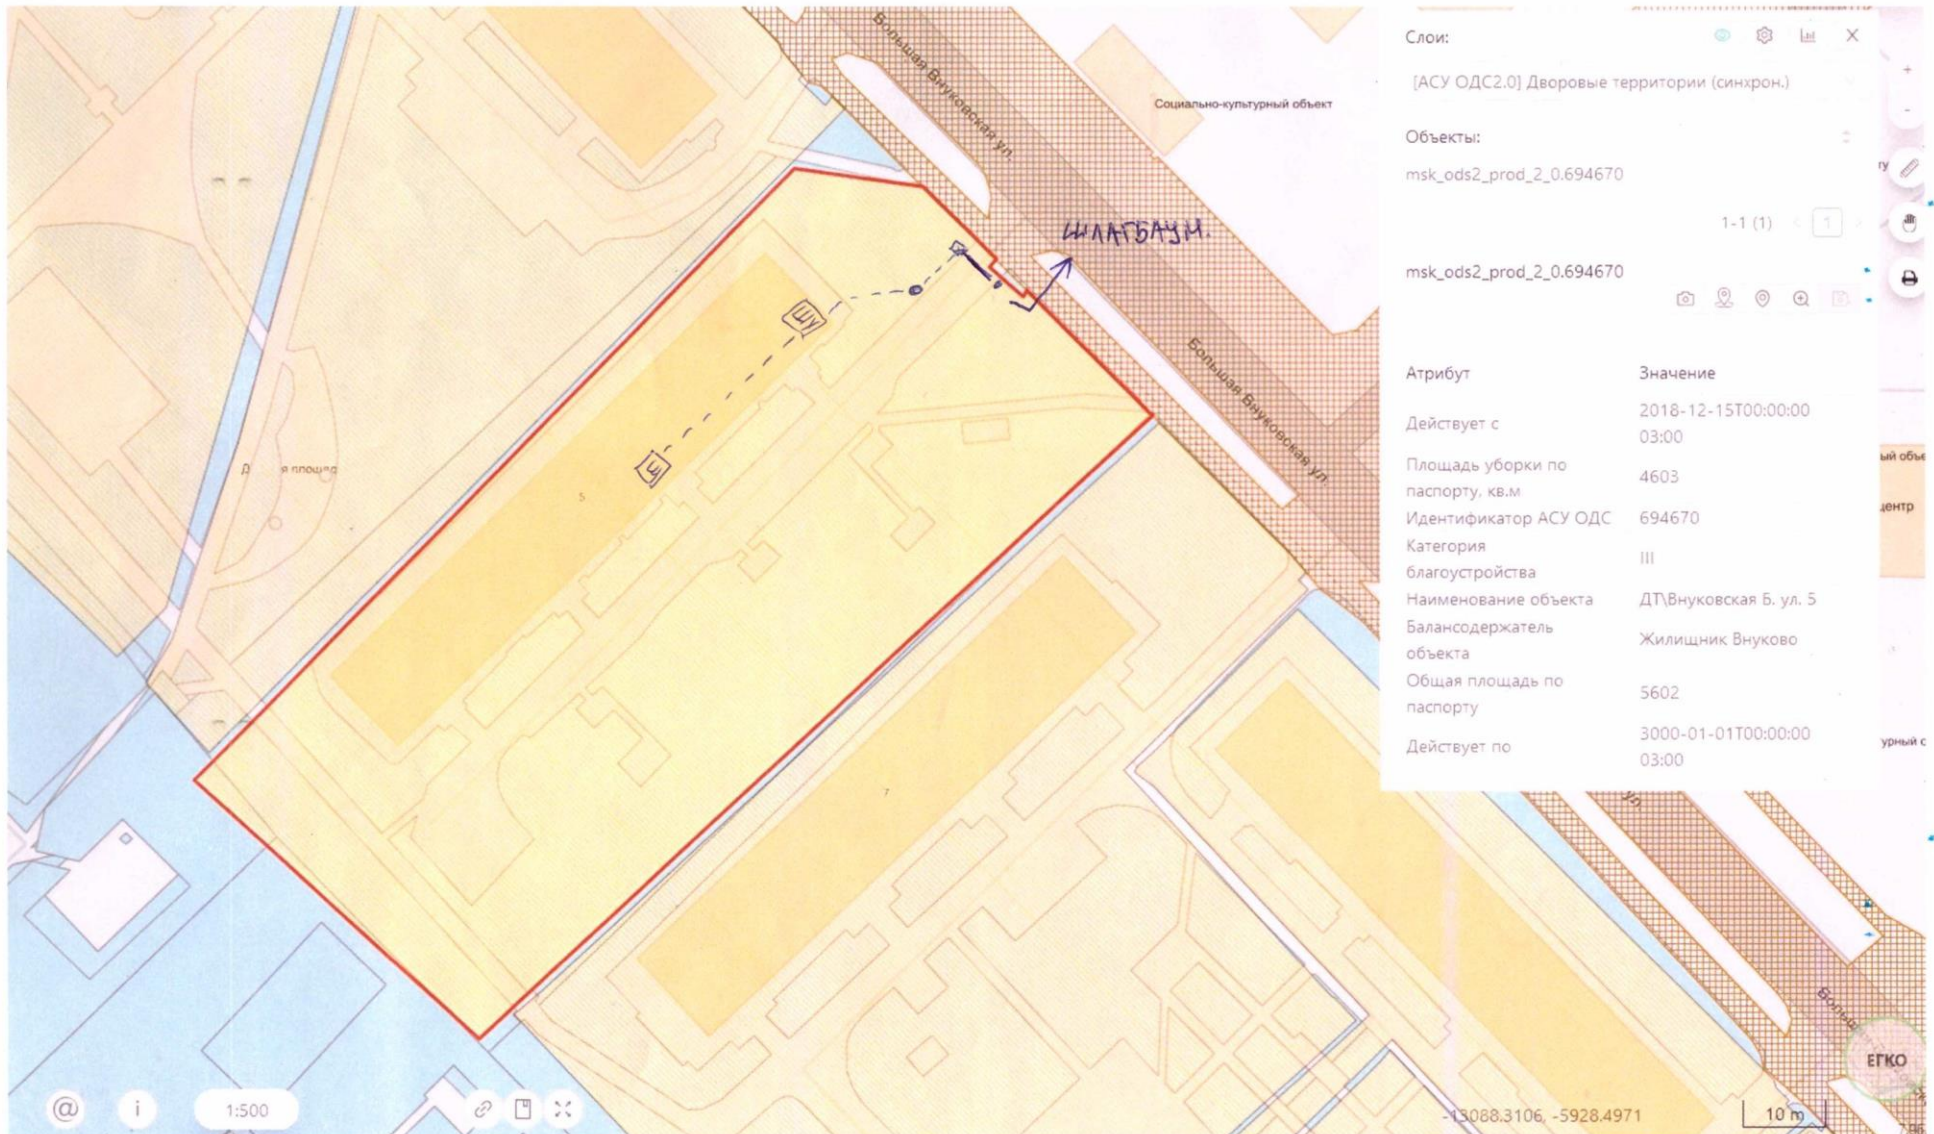 Слои:
[АСУ ОДС2.0] Дворовые территории (синхрон.)
Объекты:
msk_ods2_prod_2_0.694670
1-1 (1)
1
msk_ods2_prod_2_0.694670
Атрибут Значение
Действует с 2018-12-15T00:00:00
03:00
Площадь уборки по
паспорту, кв.м 4603
Идентификатор АСУ ОДС 694670
Категория
благоустройства III
Наименование объекта ДТ\Внуковская Б. ул. 5
Балансодержатель
объекта Жилищник Внуково
Общая площадь по
паспорту 5602
Действует по 3000-01-01T00:00:00
03:00
Большая Внуковская ул.
Социально-культурный объект
ШЛАГБАУМ.
ШУ
Большая Внуковская ул.
Щ
5
7
ул.
центр
ЕГКО
@
i
1:500
-13088.3106, -5928.4971
10 m